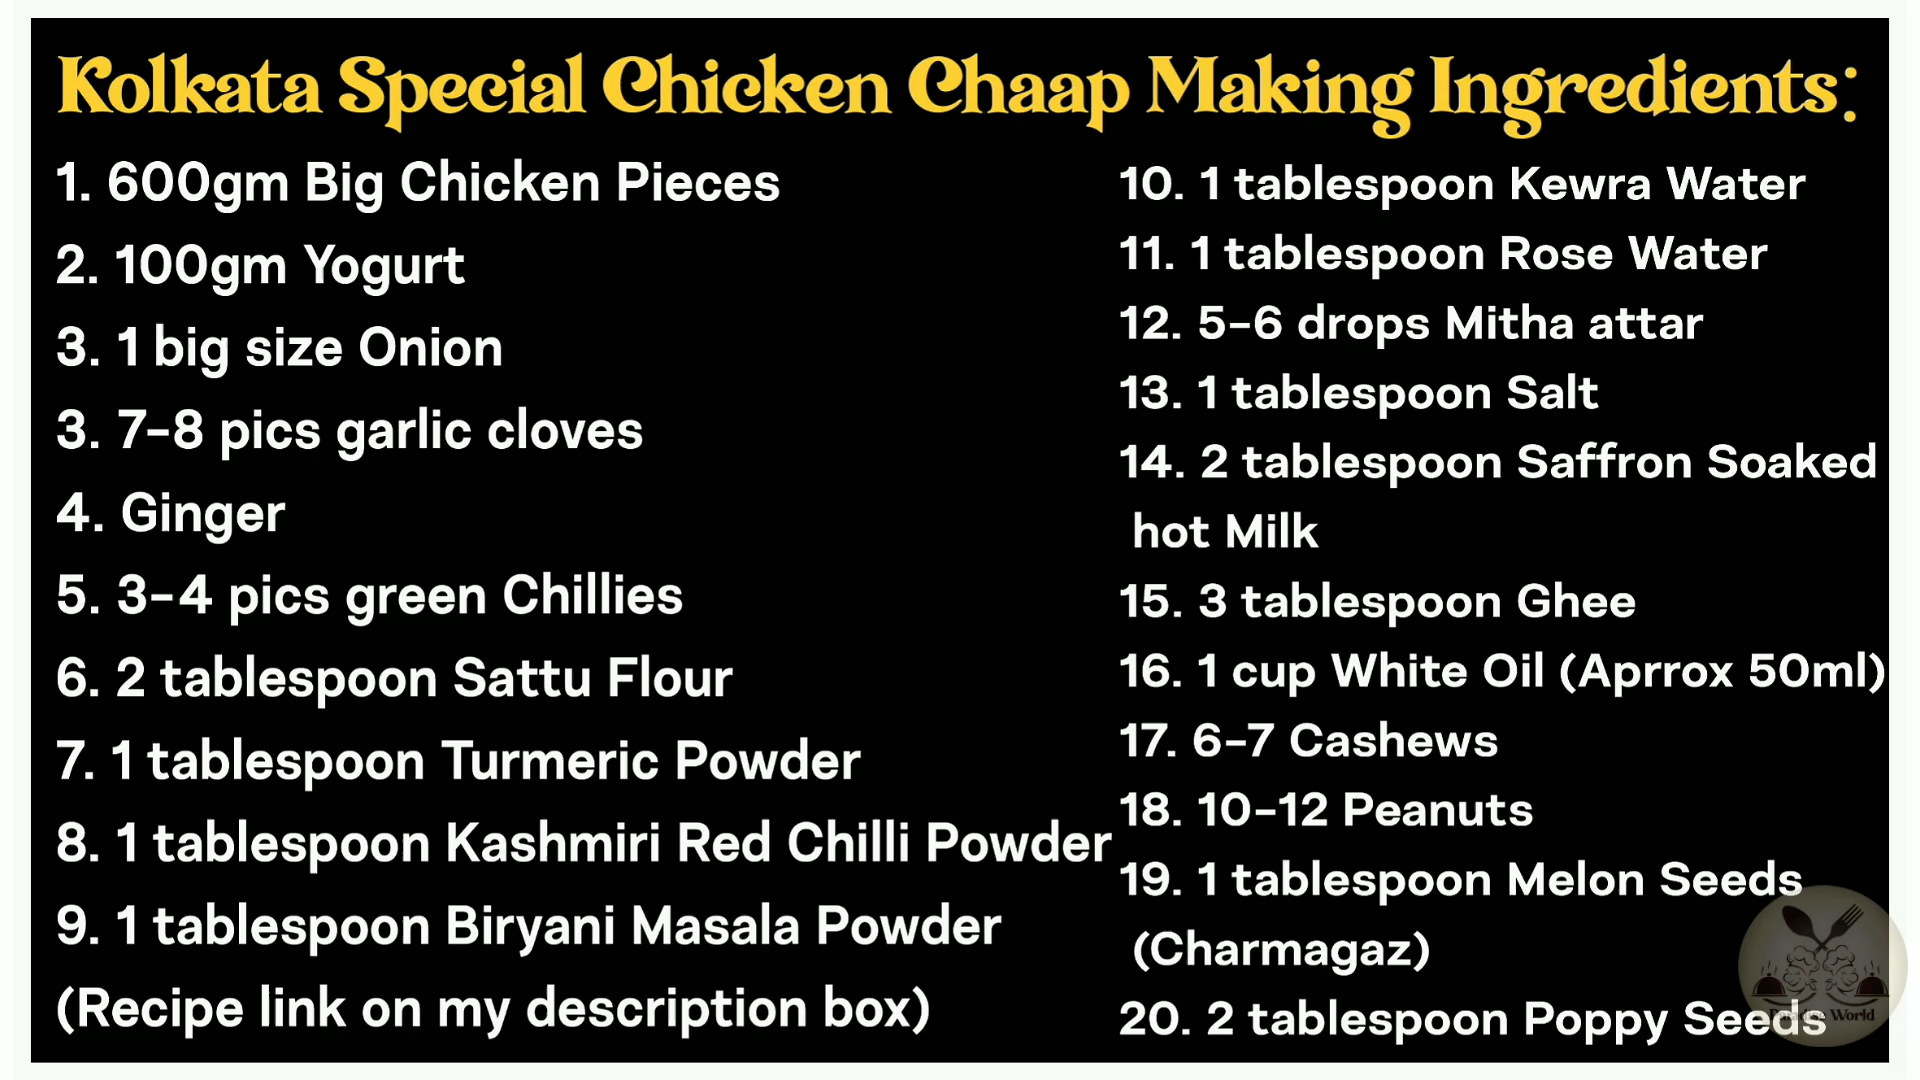 Kolkata Special Chicken Chaap Making Ingredients:
1. 600gm Big Chicken Pieces
2. 100gm Yogurt
3. 1 big size Onion
3. 7-8 pics garlic cloves
4. Ginger
5. 3-4 pics green Chillies
6. 2 tablespoon Sattu Flour
7. 1 tablespoon Turmeric Powder
8. 1 tablespoon Kashmiri Red Chilli Powder
9. 1 tablespoon Biryani Masala Powder
(Recipe link on my description box)
10. 1 tablespoon Kewra Water
11. 1 tablespoon Rose Water
12. 5-6 drops Mitha attar
13. 1 tablespoon Salt
14. 2 tablespoon Saffron Soaked
hot Milk
15. 3 tablespoon Ghee
16. 1 cup White Oil (Aprrox 50ml)
17. 6-7 Cashews
18. 10-12 Peanuts
19. 1 tablespoon Melon Seeds
(Charmagaz)
20. 2 tablespoon Poppy Seeds
World